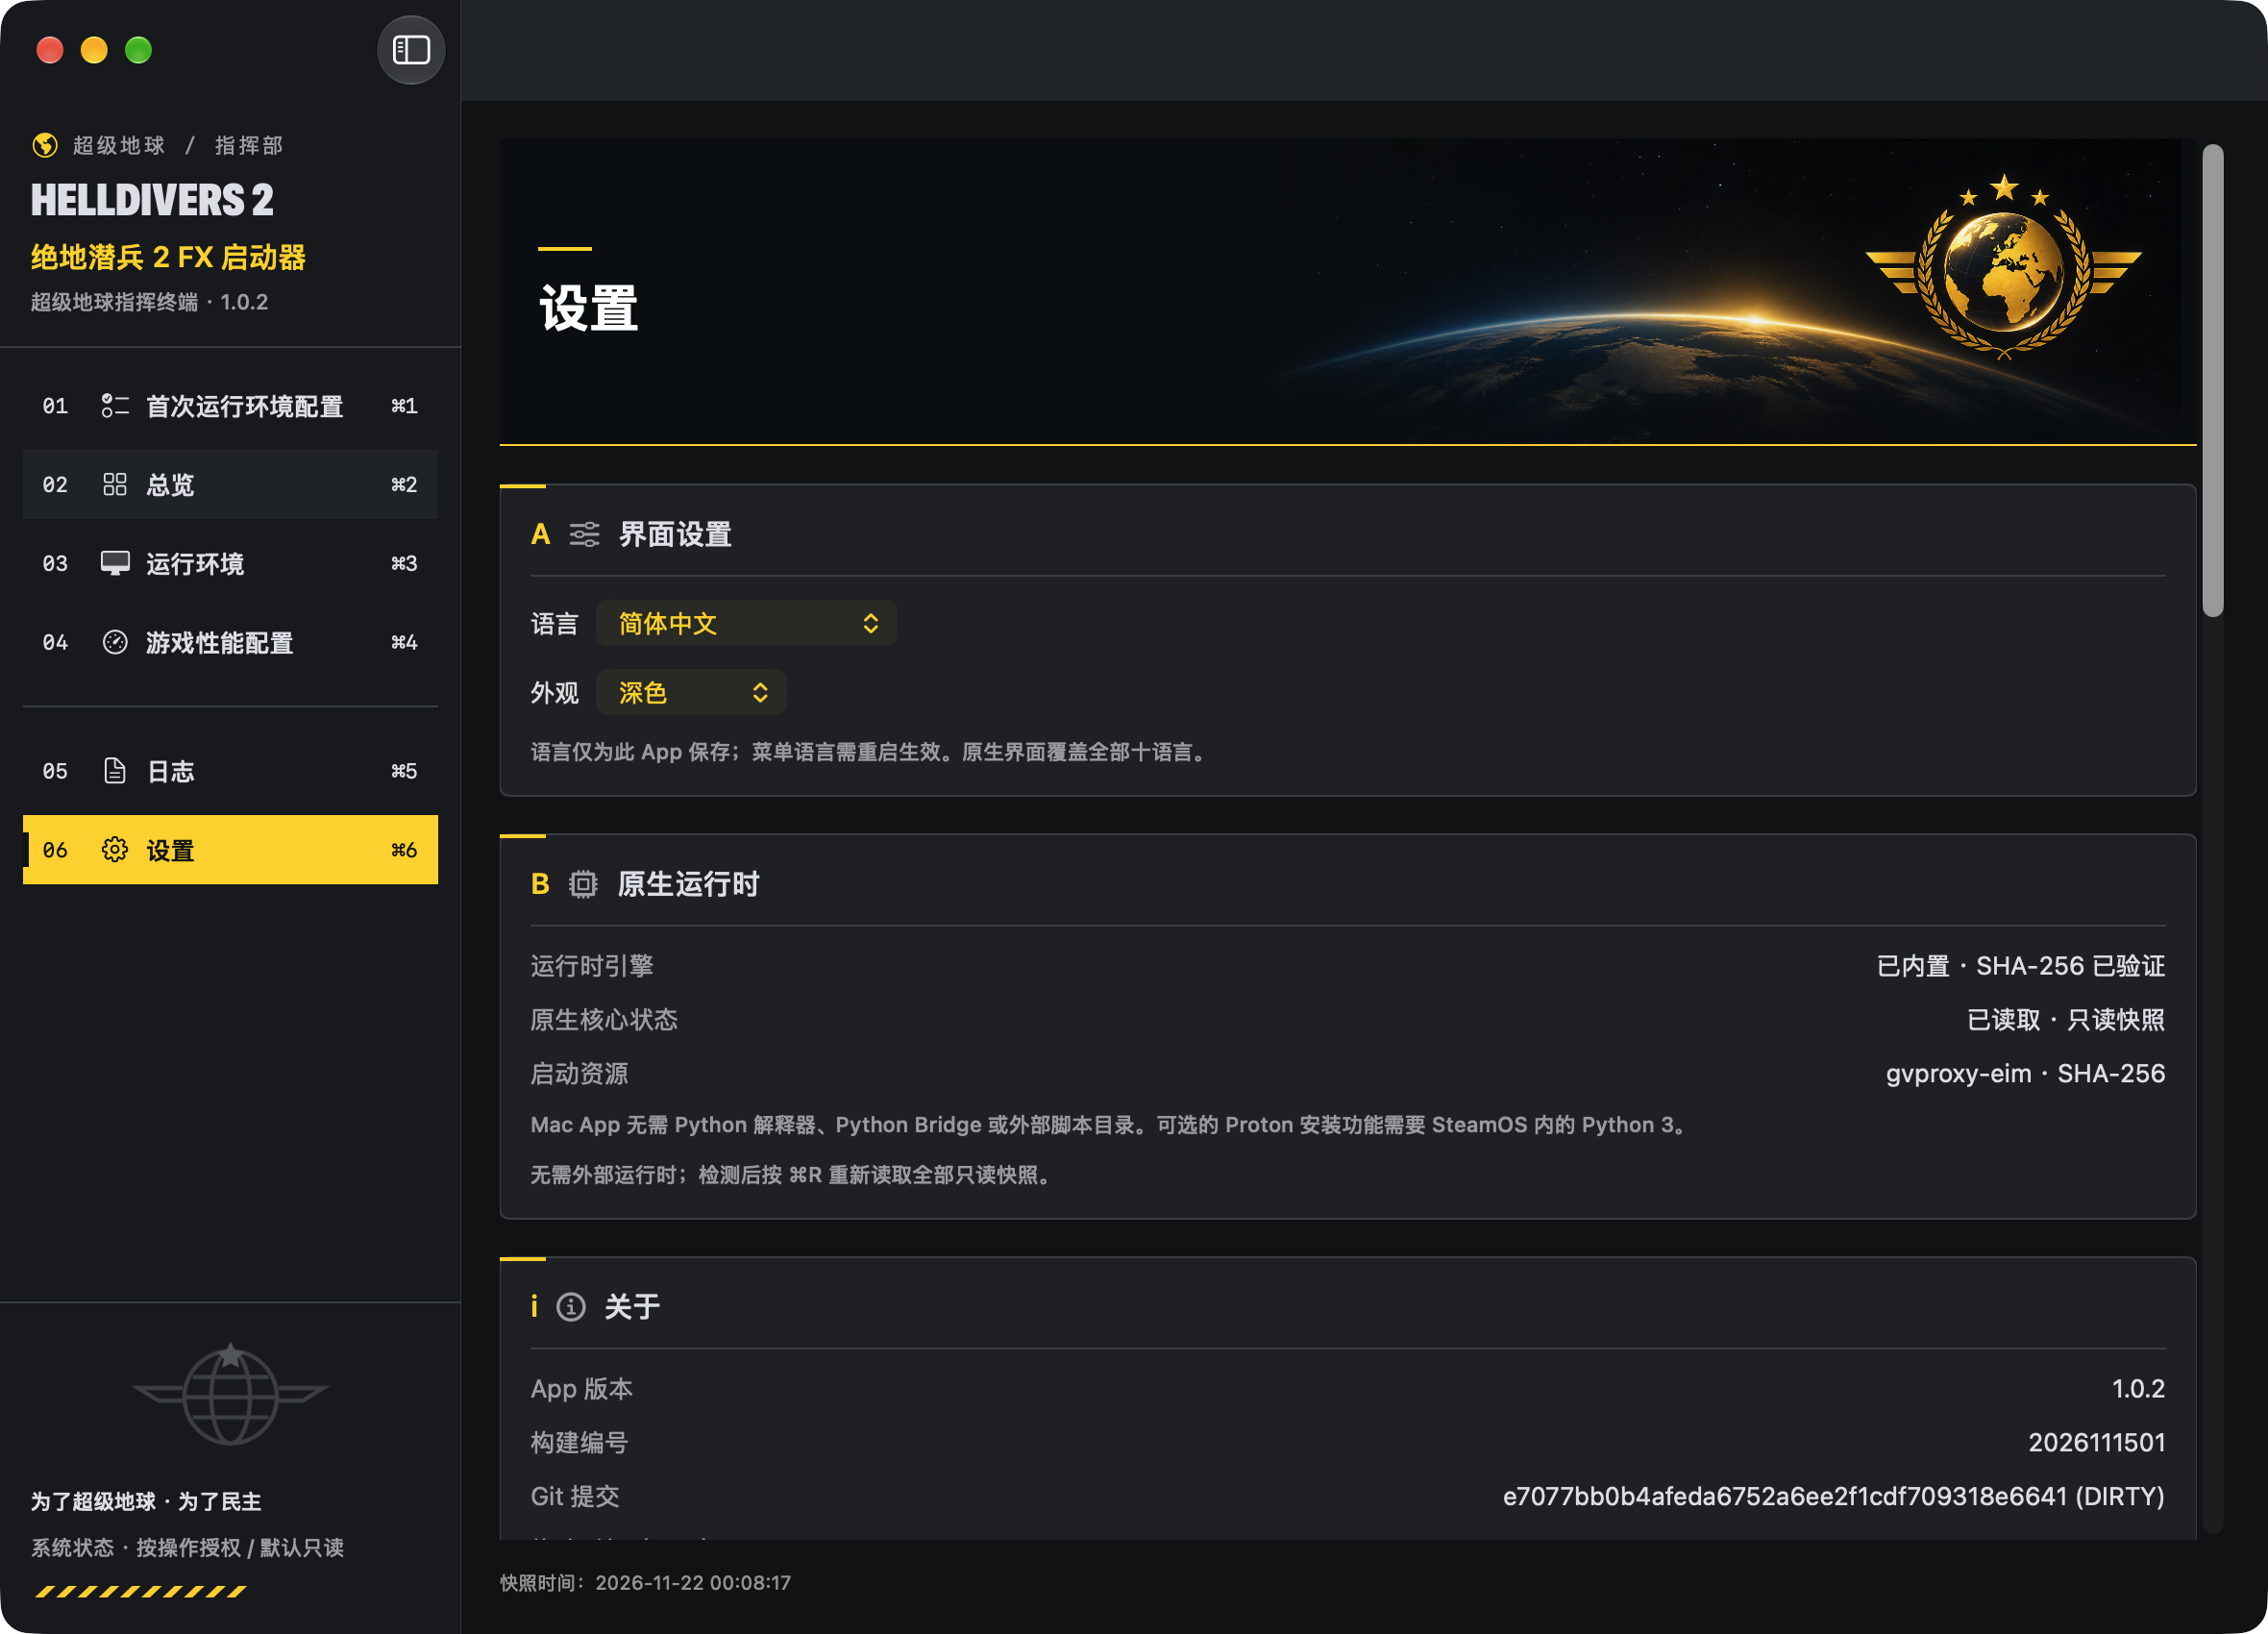 超级地球 / 指挥部
HELLDIVERS 2
绝地潜兵 2 FX 启动器
超级地球指挥终端 · 1.0.2
01 首次运行环境配置 ⌘1
02 总览 ⌘2
03 运行环境 ⌘3
04 游戏性能配置 ⌘4
05 日志 ⌘5
06 设置 ⌘6
为了超级地球 · 为了民主
系统状态 · 按操作授权 / 默认只读
设置
A 界面设置
语言 简体中文
外观 深色
语言仅为此 App 保存；菜单语言需重启生效。原生界面覆盖全部十语言。
B 原生运行时
运行时引擎 已内置 · SHA-256 已验证
原生核心状态 已读取 · 只读快照
启动资源 gvproxy-eim · SHA-256
Mac App 无需 Python 解释器、Python Bridge 或外部脚本目录。可选的 Proton 安装功能需要 SteamOS 内的 Python 3。
无需外部运行时；检测后按 ⌘R 重新读取全部只读快照。
i 关于
App 版本 1.0.2
构建编号 2026111501
Git 提交 e7077bb0b4afeda6752a6ee2f1cdf709318e6641 (DIRTY)
快照时间：2026-11-22 00:08:17